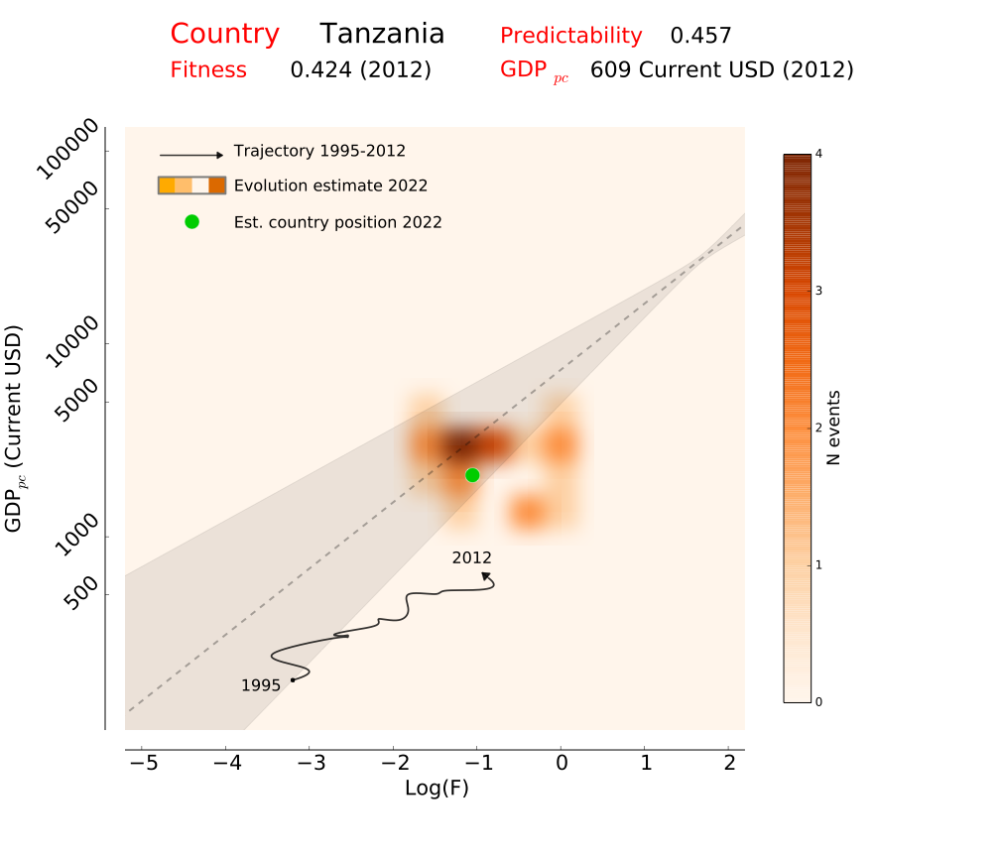 Country Tanzania Predictability 0.457
Fitness 0.424 (2012) GDP pc 609 Current USD (2012)
Trajectory 1995-2012
Evolution estimate 2022
Est. country position 2022
GDPpc (Current USD)
100000
50000
10000
5000
1000
500
2012
1995
−5 −4 −3 −2 −1 0 1 2
Log(F)
4
3
2
1
0
N events